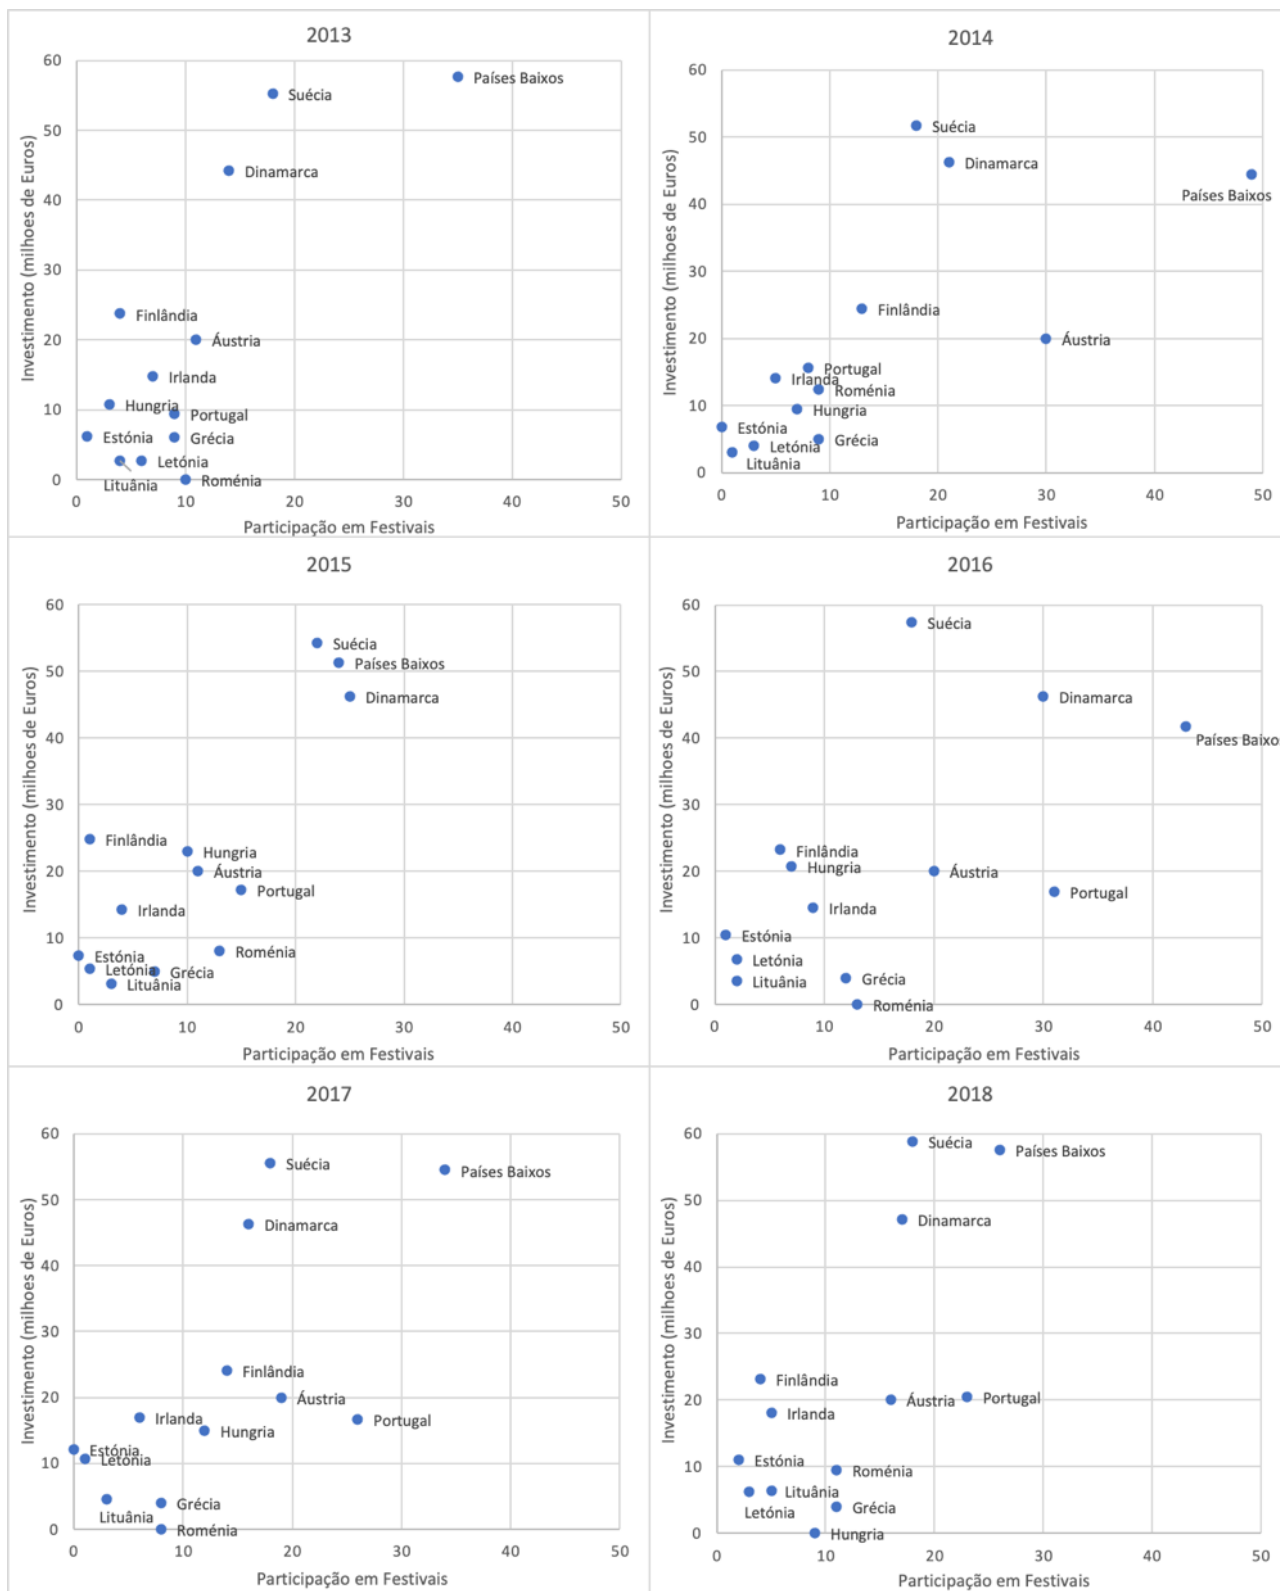 2013
60
50
40
30
20
10
0
0 10 20 30 40 50
Investimento (milhoes de Euros)
Participação em Festivais
Países Baixos
Suécia
Dinamarca
Finlândia
Áustria
Irlanda
Hungria
Portugal
Estónia
Grécia
Letónia
Lituânia
Roménia
2014
60
50
40
30
20
10
0
0 10 20 30 40 50
Investimento (milhoes de Euros)
Participação em Festivais
Suécia
Dinamarca
Países Baixos
Finlândia
Áustria
Portugal
Irlanda
Roménia
Hungria
Estónia
Grécia
Letónia
Lituânia
2015
60
50
40
30
20
10
0
0 10 20 30 40 50
Investimento (milhoes de Euros)
Participação em Festivais
Suécia
Países Baixos
Dinamarca
Finlândia
Hungria
Áustria
Portugal
Irlanda
Roménia
Estónia
Letónia
Grécia
Lituânia
2016
60
50
40
30
20
10
0
0 10 20 30 40 50
Investimento (milhoes de Euros)
Participação em Festivais
Suécia
Dinamarca
Países Baixos
Finlândia
Hungria
Áustria
Portugal
Irlanda
Estónia
Letónia
Lituânia
Grécia
Roménia
2017
60
50
40
30
20
10
0
0 10 20 30 40 50
Investimento (milhoes de Euros)
Participação em Festivais
Suécia
Países Baixos
Dinamarca
Finlândia
Áustria
Irlanda
Portugal
Hungria
Estónia
Letónia
Lituânia
Grécia
Roménia
2018
60
50
40
30
20
10
0
0 10 20 30 40 50
Investimento (milhoes de Euros)
Participação em Festivais
Suécia
Países Baixos
Dinamarca
Finlândia
Áustria
Portugal
Irlanda
Estónia
Roménia
Lituânia
Letónia
Grécia
Hungria